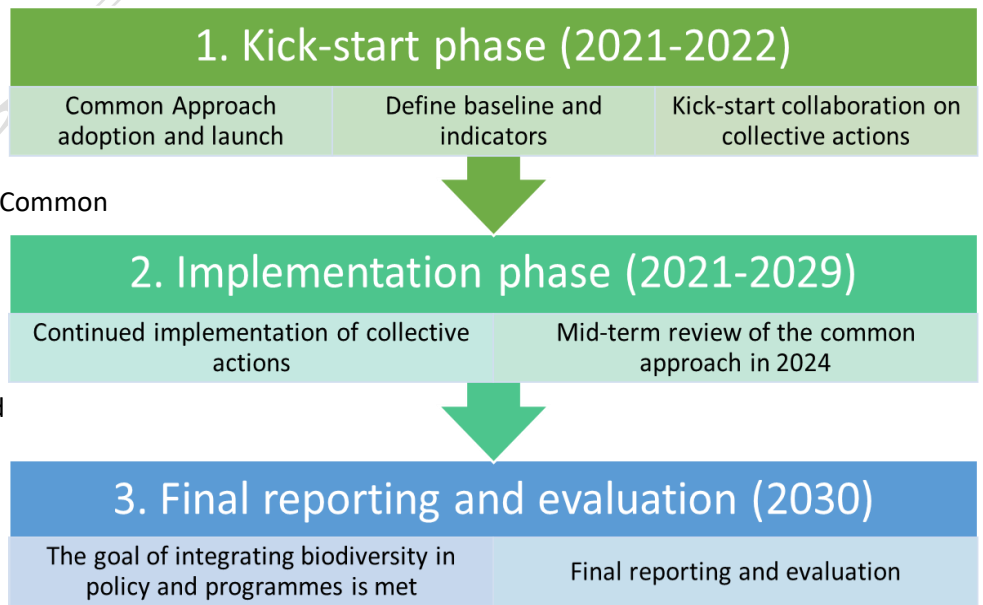 1. Kick-start phase (2021-2022)
Common Approach
adoption and launch
Define baseline and
indicators
Kick-start collaboration on
collective actions
Common
2. Implementation phase (2021-2029)
Continued implementation of collective
actions
Mid-term review of the common
approach in 2024
3. Final reporting and evaluation (2030)
The goal of integrating biodiversity in
policy and programmes is met
Final reporting and evaluation